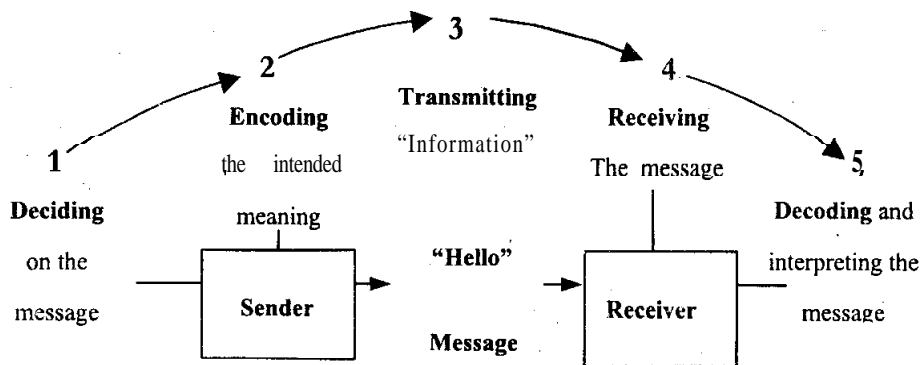 1
Deciding
on the
message
2
Encoding
the intended
meaning
Sender
3
Transmitting
“Information”
“Hello”
Message
4
Receiving
The message
Receiver
5
Decoding and
interpreting the
message